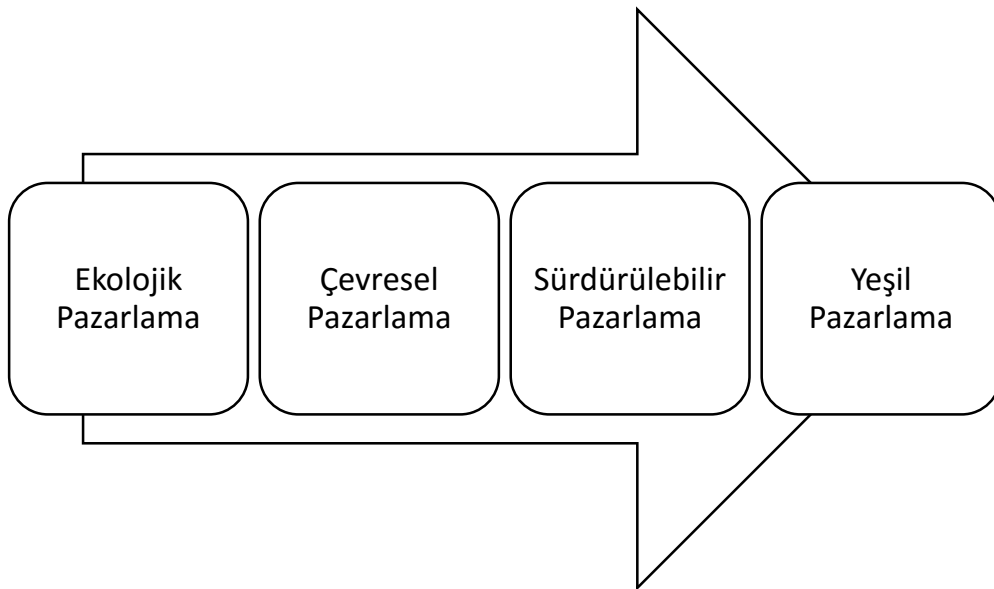 Ekolojik
Pazarlama
Çevresel
Pazarlama
Sürdürülebilir
Pazarlama
Yeşil
Pazarlama